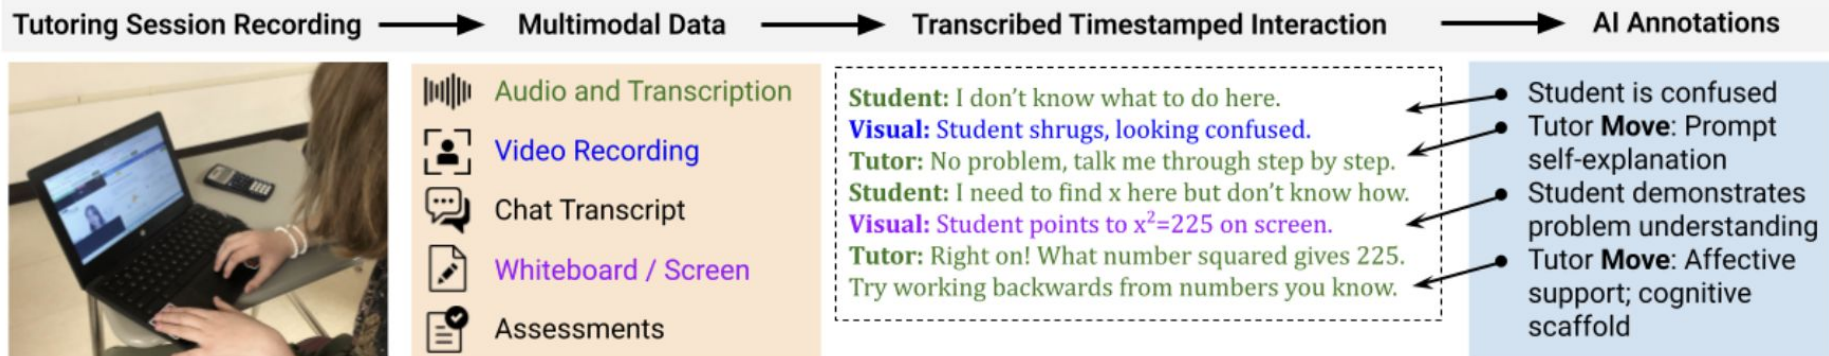 Tutoring Session Recording
Multimodal Data
Transcribed Timestamped Interaction
AI Annotations
Audio and Transcription
Video Recording
Chat Transcript
Whiteboard / Screen
Assessments
Student: I don't know what to do here.
Visual: Student shrugs, looking confused.
Tutor: No problem, talk me through step by step.
Student: I need to find x here but don't know how.
Visual: Student points to x²=225 on screen.
Tutor: Right on! What number squared gives 225.
Try working backwards from numbers you know.
Student is confused
Tutor Move: Prompt
self-explanation
Student demonstrates
problem understanding
Tutor Move: Affective
support; cognitive
scaffold